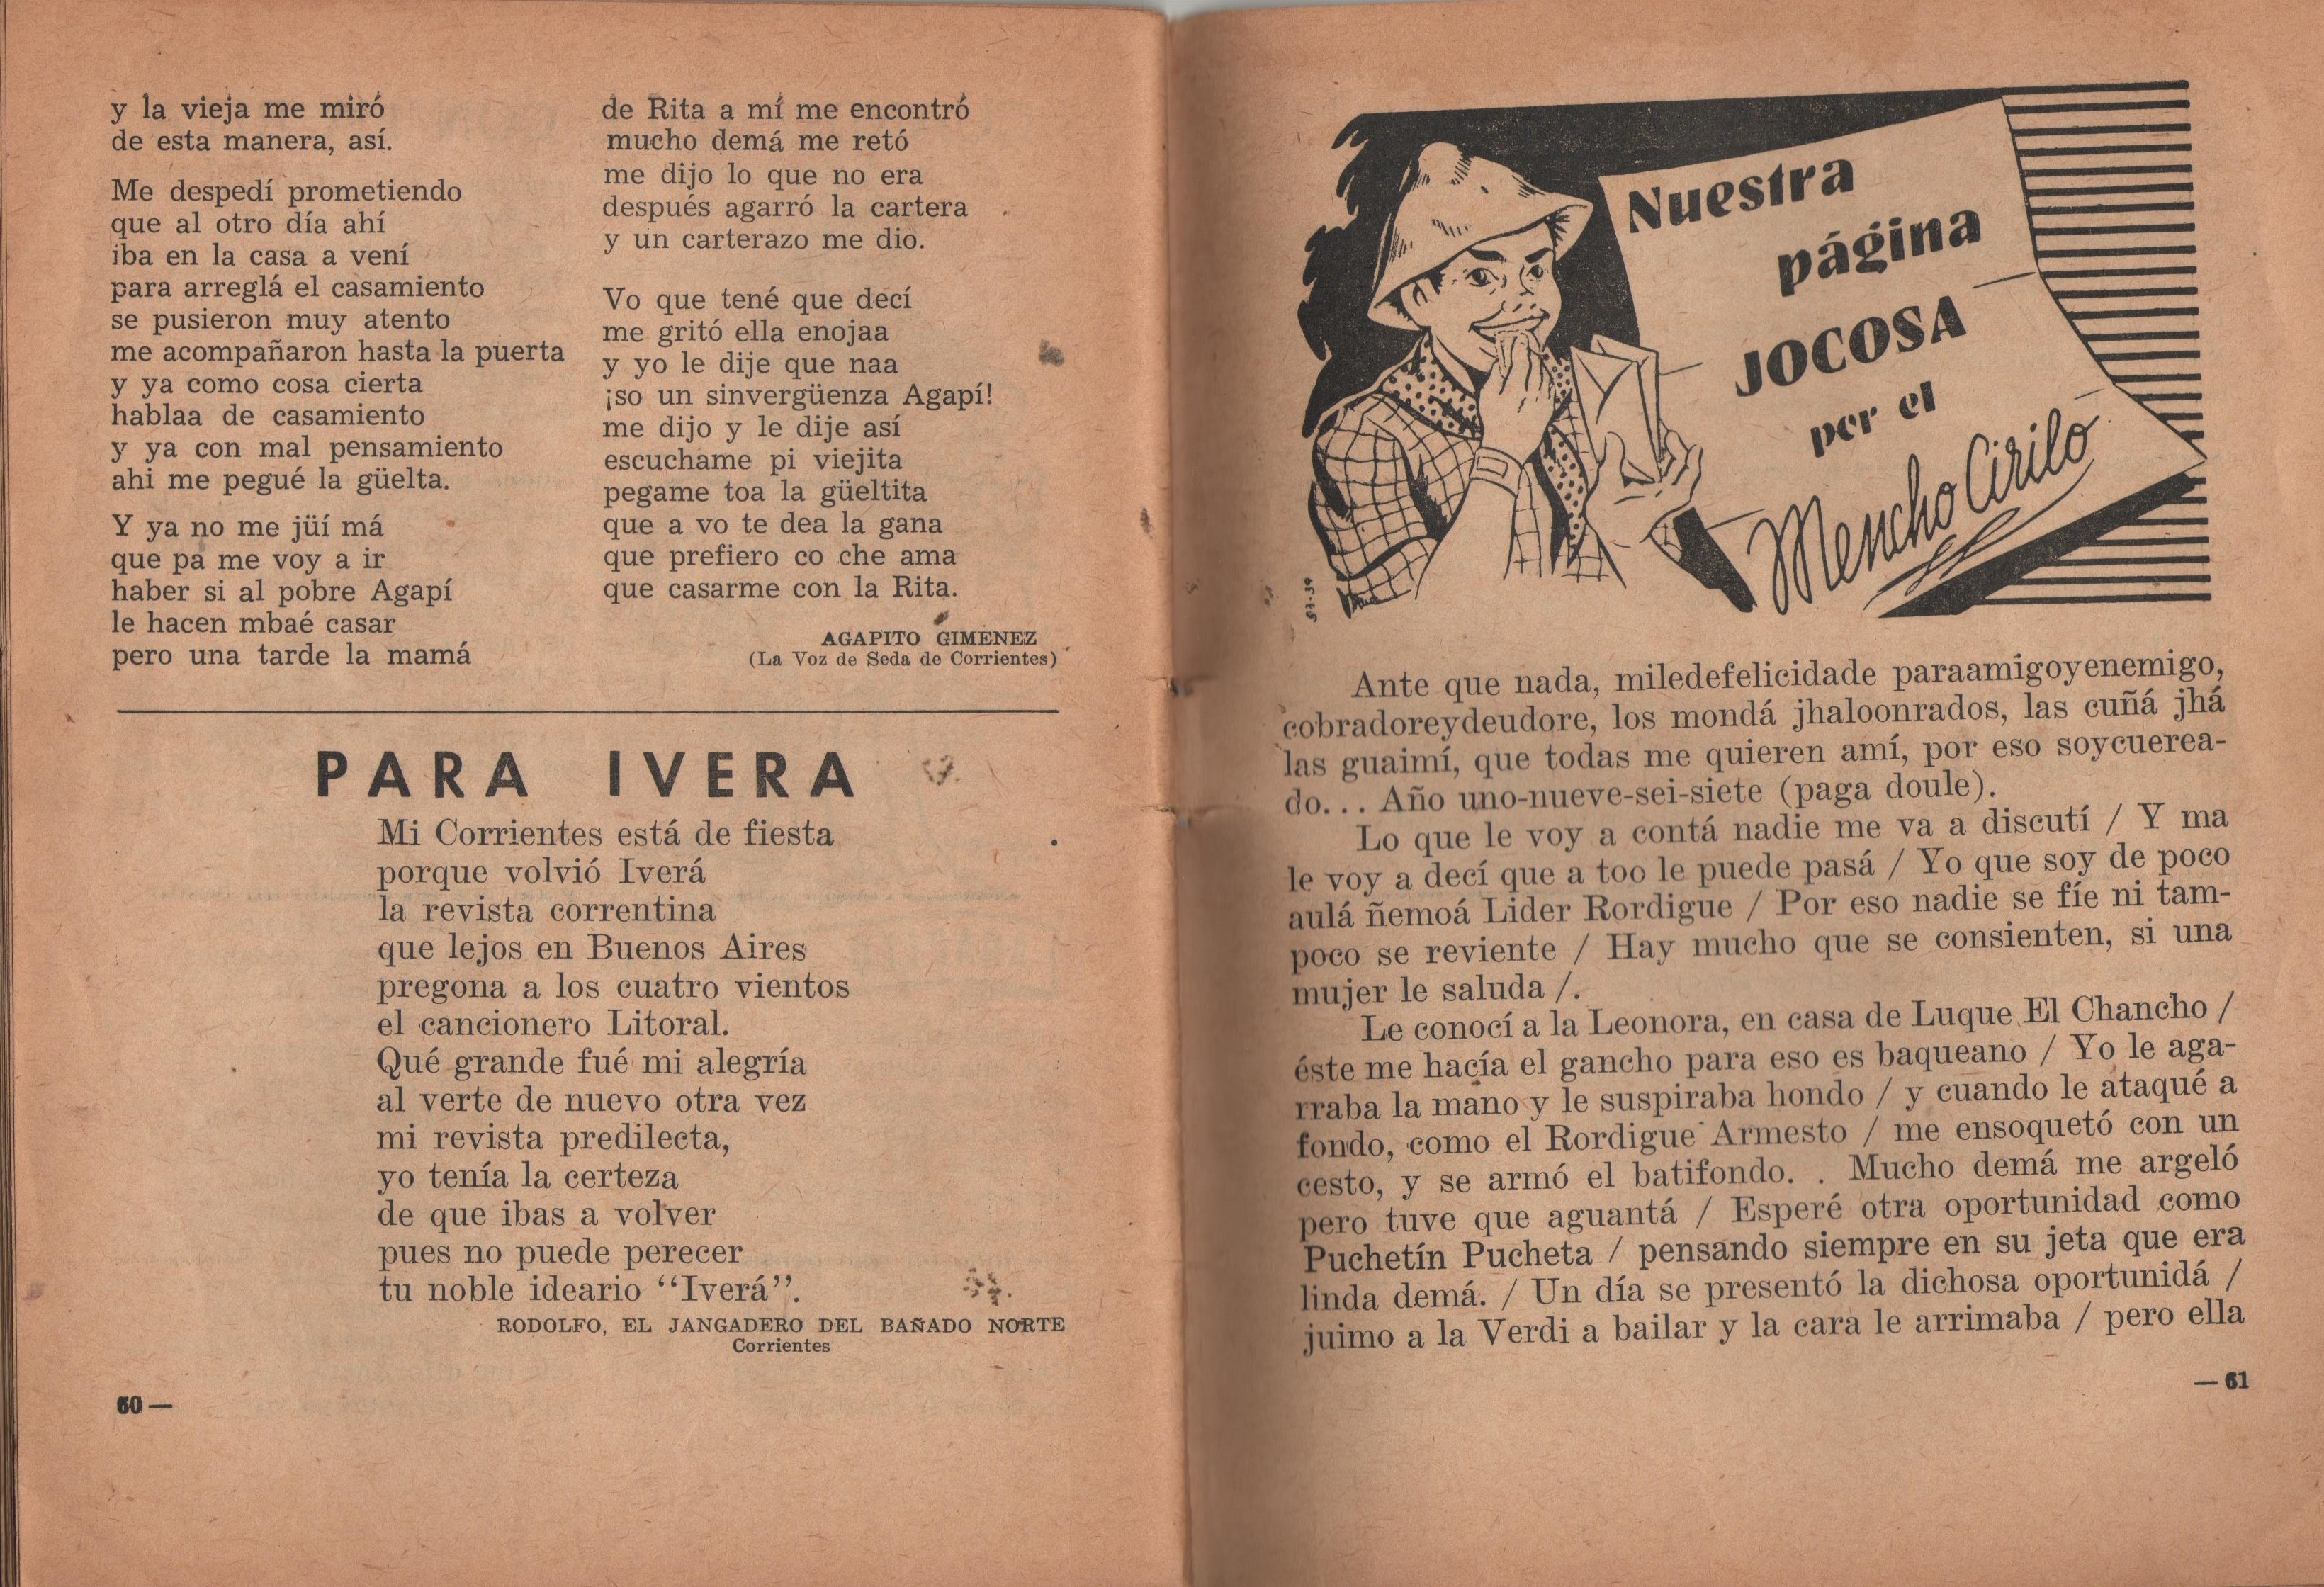 y la vieja me miró
de esta manera, así.
Me despedí prometiendo
que al otro día ahí
iba en la casa a vení
para arreglá el casamiento
se pusieron muy atento
me acompañaron hasta la puerta
y ya como cosa cierta
hablaa de casamiento
y ya con mal pensamiento
ahi me pegué la güelta.
Y ya no me jüí má
que pa me voy a ir
haber si al pobre Agapí
le hacen mbaé casar
pero una tarde la mamá
de Rita a mí me encontró
mucho demá me retó
me dijo lo que no era
después agarró la cartera
y un carterazo me dio.
Vo que tené que decí
me gritó ella enojaa
y yo le dije que naa
¡so un sinvergüenza Agapí!
me dijo y le dije así
escuchame pi viejita
pegame toa la güeltita
que a vo te dea la gana
que prefiero co che ama
que casarme con la Rita.
AGAPITO GIMENEZ
(La Voz de Seda de Corrientes)
PARA IVERA
Mi Corrientes está de fiesta
porque volvió Iverá
la revista correntina
que lejos en Buenos Aires
pregona a los cuatro vientos
el cancionero Litoral.
Qué grande fué mi alegría
al verte de nuevo otra vez
mi revista predilecta,
yo tenía la certeza
de que ibas a volver
pues no puede perecer
tu noble ideario “Iverá”.
RODOLFO, EL JANGADERO DEL BAÑADO NORTE
Corrientes
60 —
Nuestra
página
JOCOSA
por el
Mencho Cirilo
Ante que nada, miledefelicidade paraamigoyenemigo,
cobradoreydeudore, los mondá jhaloonrados, las cuñá jhá
las guaimí, que todas me quieren amí, por eso soycuerea-
do... Año uno-nueve-sei-siete (paga doule).
Lo que le voy a contá nadie me va a discutí / Y ma
le voy a decí que a too le puede pasá / Yo que soy de poco
aulá ñemoá Lider Rordigue / Por eso nadie se fíe ni tam-
poco se reviente / Hay mucho que se consienten, si una
mujer le saluda /.
Le conocí a la Leonora, en casa de Luque El Chancho /
éste me hacía el gancho para eso es baqueano / Yo le aga-
rraba la mano y le suspiraba hondo / y cuando le ataqué a
fondo, como el Rordigue Armesto / me ensoquetó con un
cesto, y se armó el batifondo. . Mucho demá me argeló
pero tuve que aguantá / Esperé otra oportunidad como
Puchetín Pucheta / pensando siempre en su jeta que era
linda demá. / Un día se presentó la dichosa oportunidá /
juimo a la Verdi a bailar y la cara le arrimaba / pero ella
— 61